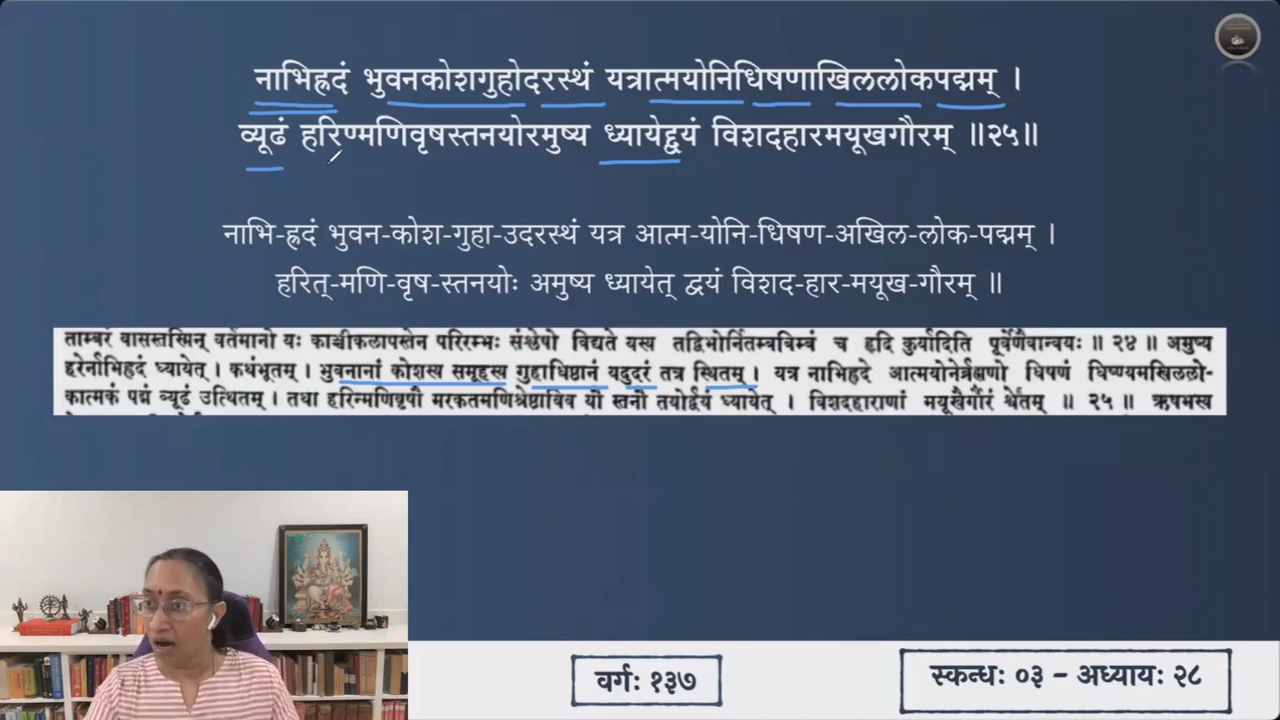 नाभिह्रदं भुवनकोशगुहोदरस्थं यत्रात्मयोनिधिषणाखिललोकपद्मम् ।
व्यूढं हरिण्मणिवृषस्तनयोरमुष्य ध्यायेद्द्वयं विशदहारमयूखगौरम् ॥२५॥
नाभि-ह्रदं भुवन-कोश-गुहा-उदरस्थं यत्र आत्म-योनि-धिषण-अखिल-लोक-पद्मम् ।
हरित्-मणि-वृष-स्तनयोः अमुष्य ध्यायेत् द्वयं विशद-हार-मयूख-गौरम् ॥
ताम्बरं वासस्तस्मिन् वर्तमानो यः काञ्चीकलापस्तेन परिरम्भः संश्लेषो विद्यते यस्य तद्विभोर्नितम्बबिम्बं च हृदि कुर्यादिति पूर्वेणैवान्वयः ॥ २४ ॥ अमुष्य
हरेर्नाभिहृदं ध्यायेत् । कथंभूतम् । भुवनानां कोशस्य समूहस्य गुहाधिष्ठानं यदुदरं तत्र स्थितम् । यत्र नाभिहृदे आत्मयोनेर्ब्रह्मणो धिषणं धिष्ण्यमखिललो-
कात्मकं पद्मं व्यूढं उत्थितम् । तथा हरिन्मणिवृषौ मरकतमणिश्रेष्ठाविव यौ स्तनौ तयोर्द्वयं ध्यायेत् । विशदहाराणां मयूखैर्गौरं श्वेतम् ॥ २५ ॥ ऋषभस्य
वर्गः १३७
स्कन्धः ०३ - अध्यायः २८